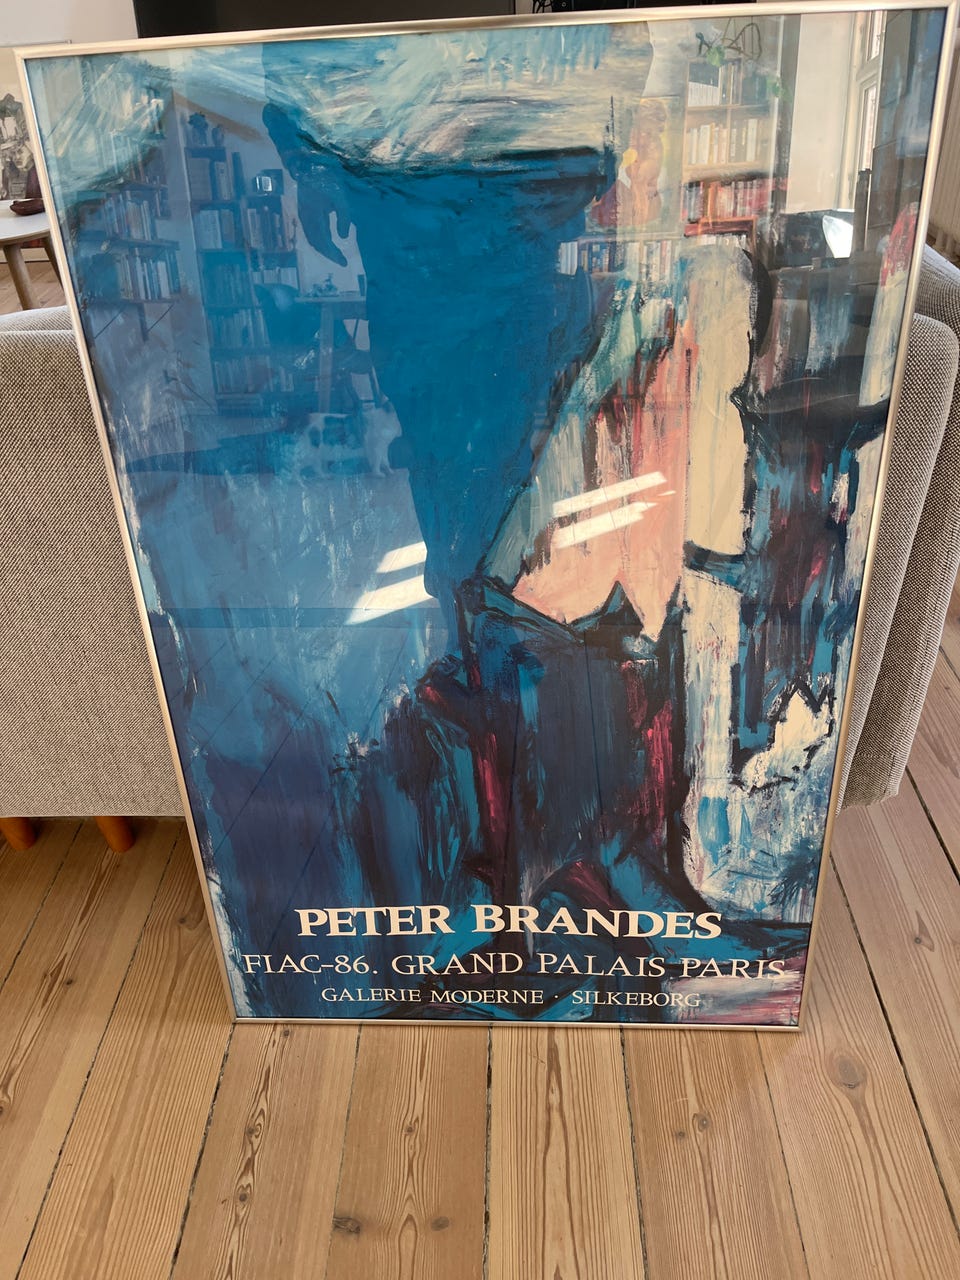 PETER BRANDES
FIAC-86. GRAND PALAIS PARIS
GALERIE MODERNE · SILKEBORG